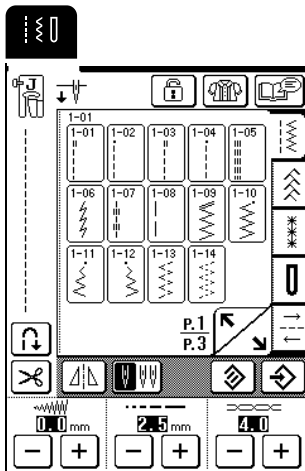 J
1-01
1-01 1-02 1-03 1-04 1-05
1-06 1-07 1-08 1-09 1-10
1-11 1-12 1-13 1-14
P.1
P.3
0.0 mm 2.5 mm 4.0
− + − + − +